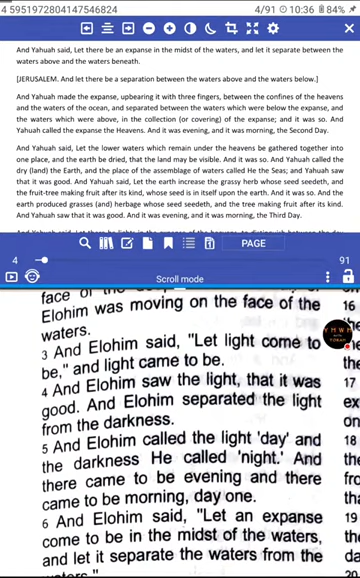 4 5951972804147546824
4/91 10:36 84%
And Yahuah said, Let there be an expanse in the midst of the waters, and let it separate between the
waters above and the waters beneath.
[JERUSALEM. And let there be a separation between the waters above and the waters below.]
And Yahuah made the expanse, upbearing it with three fingers, between the confines of the heavens
and the waters of the ocean, and separated between the waters which were below the expanse, and
the waters which were above, in the collection (or covering) of the expanse; and it was so. And
Yahuah called the expanse the Heavens. And it was evening, and it was morning, the Second Day.
And Yahuah said, Let the lower waters which remain under the heavens be gathered together into
one place, and the earth be dried, that the land may be visible. And it was so. And Yahuah called the
dry (land) the Earth, and the place of the assemblage of waters called He the Seas; and Yahuah saw
that it was good. And Yahuah said, Let the earth increase the grassy herb whose seed seedeth, and
the fruit-tree making fruit after its kind, whose seed is in itself upon the earth. And it was so. And the
earth produced grasses (and) herbage whose seed seedeth, and the tree making fruit after its kind.
And Yahuah saw that it was good. And it was evening, and it was morning, the Third Day.
PAGE
4
91
Scroll mode
face of the
Elohim was moving on the face of the
waters.
3 And Elohim said, "Let light come to
be," and light came to be.
4 And Elohim saw the light, that it was
good. And Elohim separated the light
from the darkness.
5 And Elohim called the light 'day' and
the darkness He called 'night.' And
there came to be evening and there
came to be morning, day one.
6 And Elohim said, "Let an expanse
come to be in the midst of the waters,
and let it separate the waters from the
waters."
16
the
17
ex
on
18
the
fro
tha
19
the
da
20